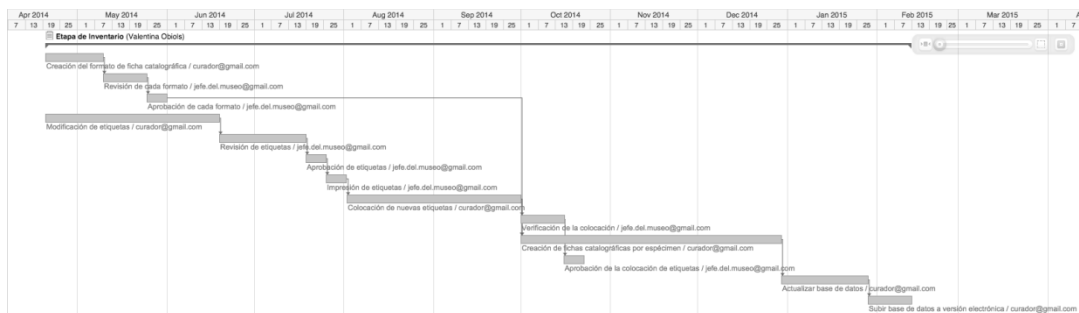 Apr 2014 May 2014 Jun 2014 Jul 2014 Aug 2014 Sep 2014 Oct 2014 Nov 2014 Dec 2014 Jan 2015 Feb 2015 Mar 2015 A
7 13 19 25 1 7 13 19 25 1 7 13 19 25 1 7 13 19 25 1 7 13 19 25 1 7 13 19 25 1 7 13 19 25 1 7 13 19 25 1 7 13 19 25 1 7 13 19 25 1 7 13 19 25 1 7 13 19 25 1
Etapa de Inventario (Valentina Obiols)
Creación del formato de ficha catalográfica / curador@gmail.com
Revisión de cada formato / jefe.del.museo@gmail.com
Aprobación de cada formato / jefe.del.museo@gmail.com
Modificación de etiquetas / curador@gmail.com
Revisión de etiquetas / jefe.del.museo@gmail.com
Aprobación de etiquetas / jefe.del.museo@gmail.com
Impresión de etiquetas / jefe.del.museo@gmail.com
Colocación de nuevas etiquetas / curador@gmail.com
Verificación de la colocación / jefe.del.museo@gmail.com
Creación de fichas catalográficas por espécimen / curador@gmail.com
Aprobación de la colocación de etiquetas / jefe.del.museo@gmail.com
Actualizar base de datos / curador@gmail.com
Subir base de datos a versión electrónica / curador@gmail.com